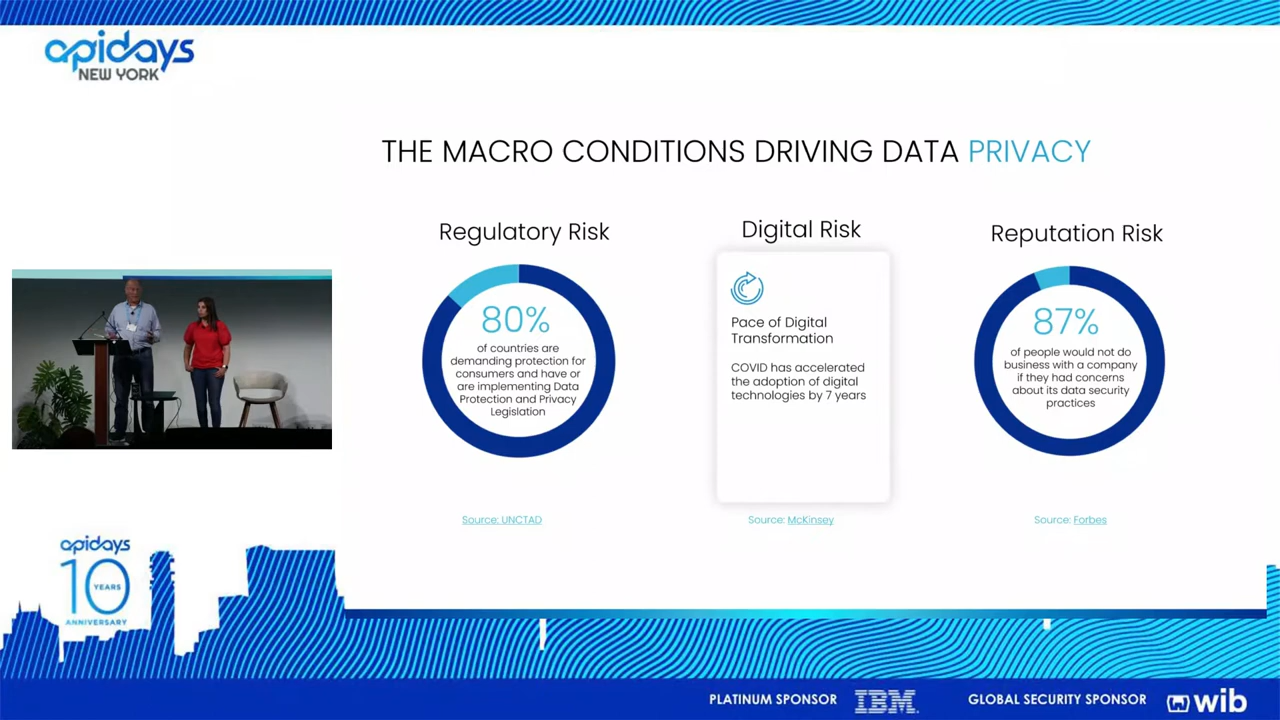 apidays
NEW YORK
THE MACRO CONDITIONS DRIVING DATA PRIVACY
Regulatory Risk
80%
of countries are
demanding protection for
consumers and have or
are implementing Data
Protection and Privacy
Legislation
Source: UNCTAD
Digital Risk
Pace of Digital
Transformation
COVID has accelerated
the adoption of digital
technologies by 7 years
Source: McKinsey
Reputation Risk
87%
of people would not do
business with a company
if they had concerns
about its data security
practices
Source: Forbes
apidays
10
YEARS
ANNIVERSARY
PLATINUM SPONSOR IBM GLOBAL SECURITY SPONSOR wib